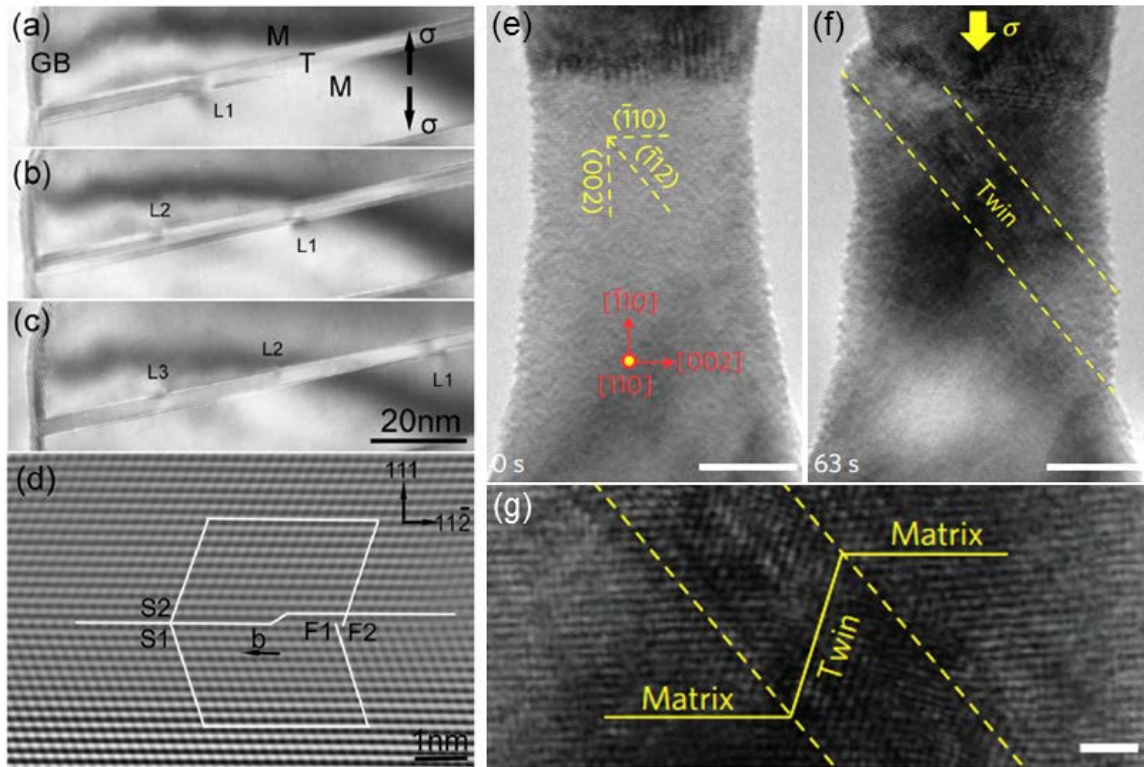 (a)
M
GB
T
σ
M
L1
σ
(b)
L2
L1
(c)
L2
L3
L1
20nm
(d)
111
112̄
S2
S1
b
F1
F2
1nm
(e)
(1̄10)
(1̄12)
(002)
[1̄10]
[002]
[110]
0 s
(f)
σ
Twin
63 s
(g)
Matrix
Twin
Matrix